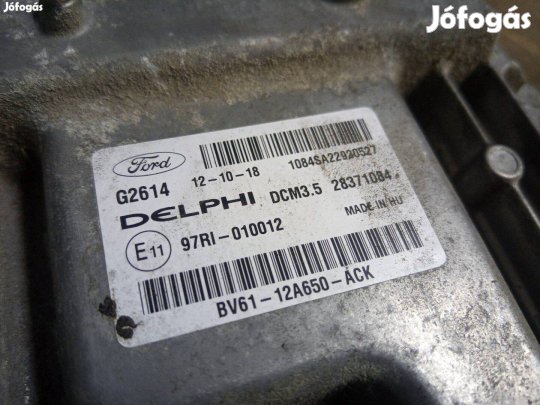 Jófogás
Jófogás
Ford
G2614 12-10-18 1084SA22920527
DELPHI DCM3.5 28371084
E11 97RI-010012 MADE IN HU
BV61-12A650-ACK